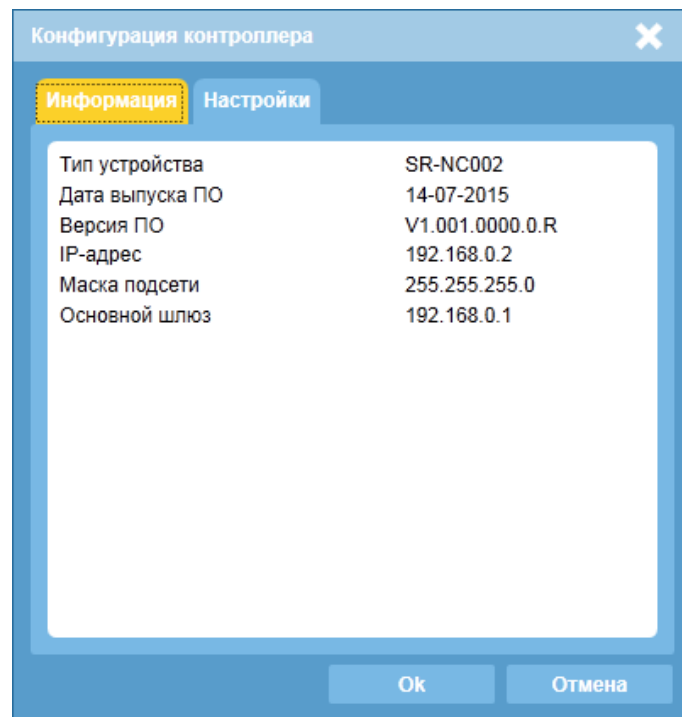 Конфигурация контроллера
Информация Настройки
Тип устройства SR-NC002
Дата выпуска ПО 14-07-2015
Версия ПО V1.001.0000.0.R
IP-адрес 192.168.0.2
Маска подсети 255.255.255.0
Основной шлюз 192.168.0.1
Ok Отмена